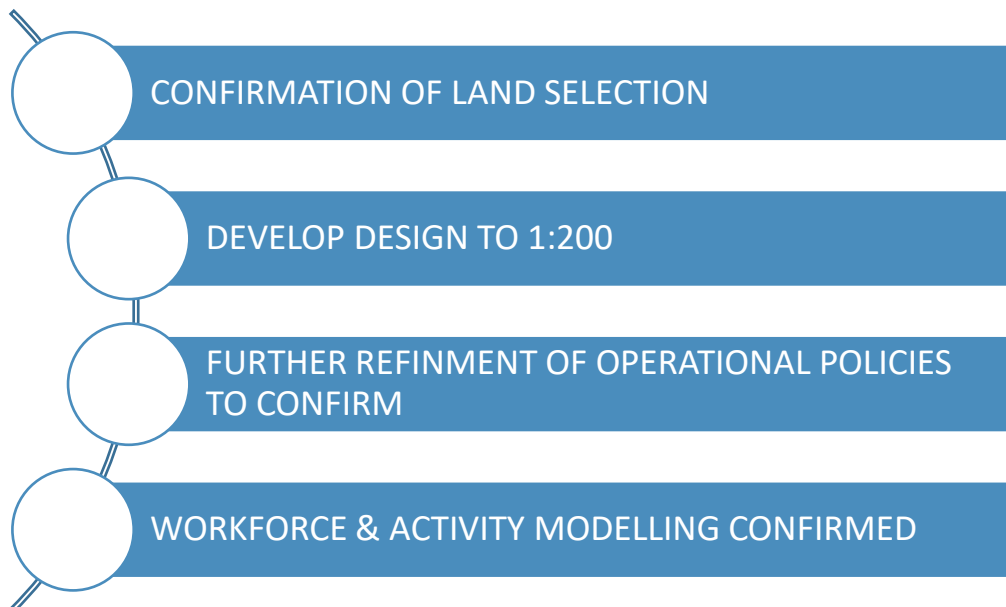 CONFIRMATION OF LAND SELECTION
DEVELOP DESIGN TO 1:200
FURTHER REFINMENT OF OPERATIONAL POLICIES
TO CONFIRM
WORKFORCE & ACTIVITY MODELLING CONFIRMED